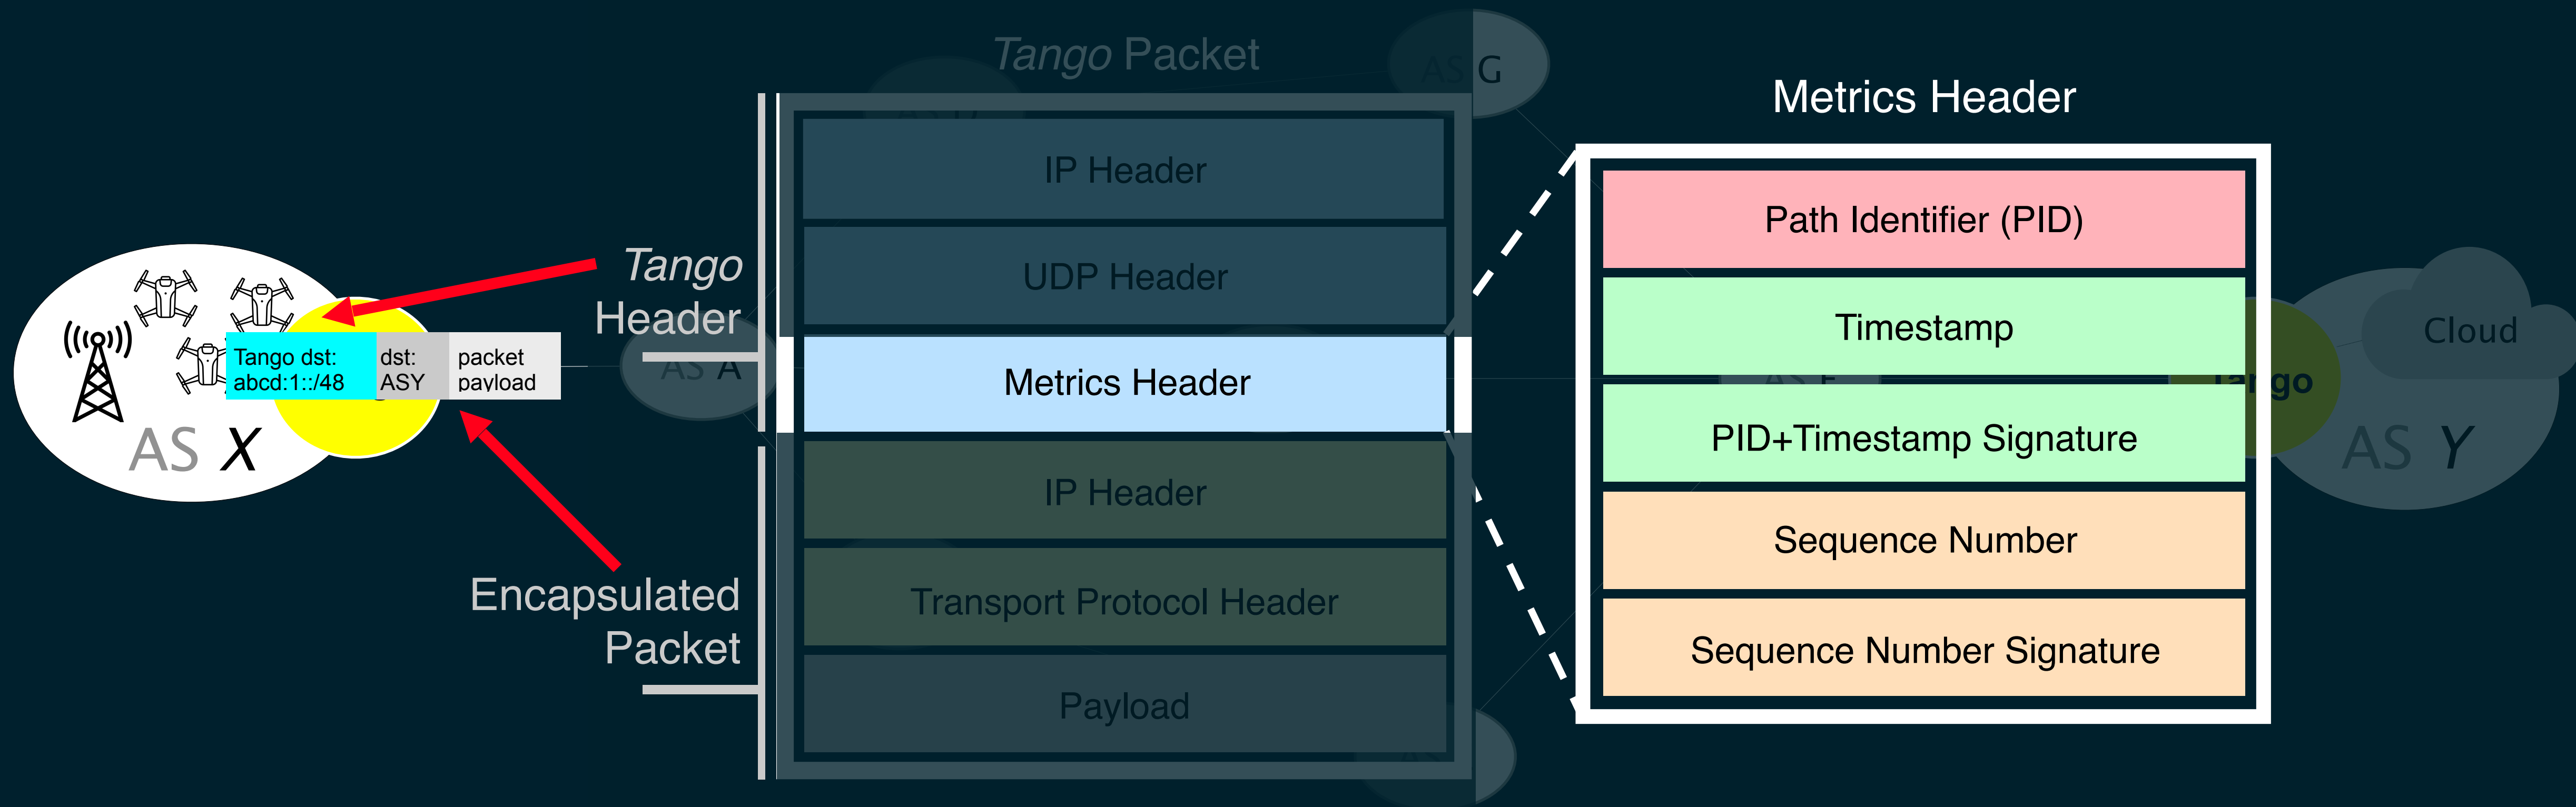 Tango Packet
AS G
Metrics Header
IP Header
Path Identifier (PID)
UDP Header
Timestamp
Tango
Header
Metrics Header
PID+Timestamp Signature
IP Header
Sequence Number
Encapsulated
Packet
Transport Protocol Header
Sequence Number Signature
Payload
Tango dst:
abcd:1::/48
dst:
ASY
packet
payload
AS X
AS A
Cloud
Tango
AS Y